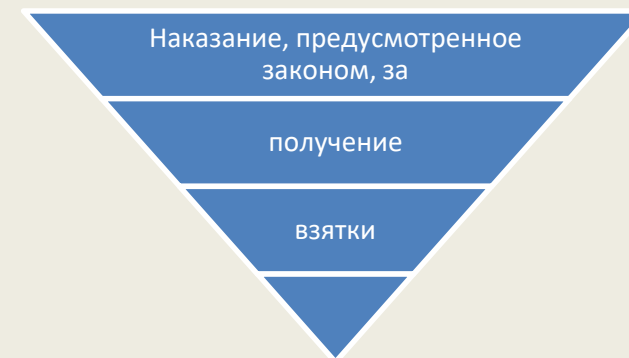 Наказание, предусмотренное
законом, за
получение
взятки